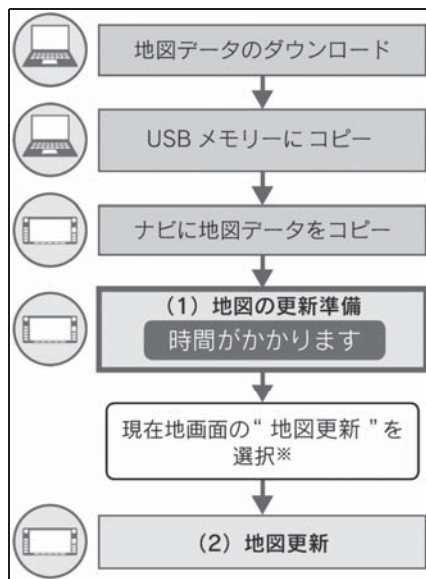 地図データのダウンロード
USB メモリーに コピー
ナビに地図データをコピー
（1）地図の更新準備
時間がかかります
現在地画面の“ 地図更新 ”を
選択※
（2）地図更新